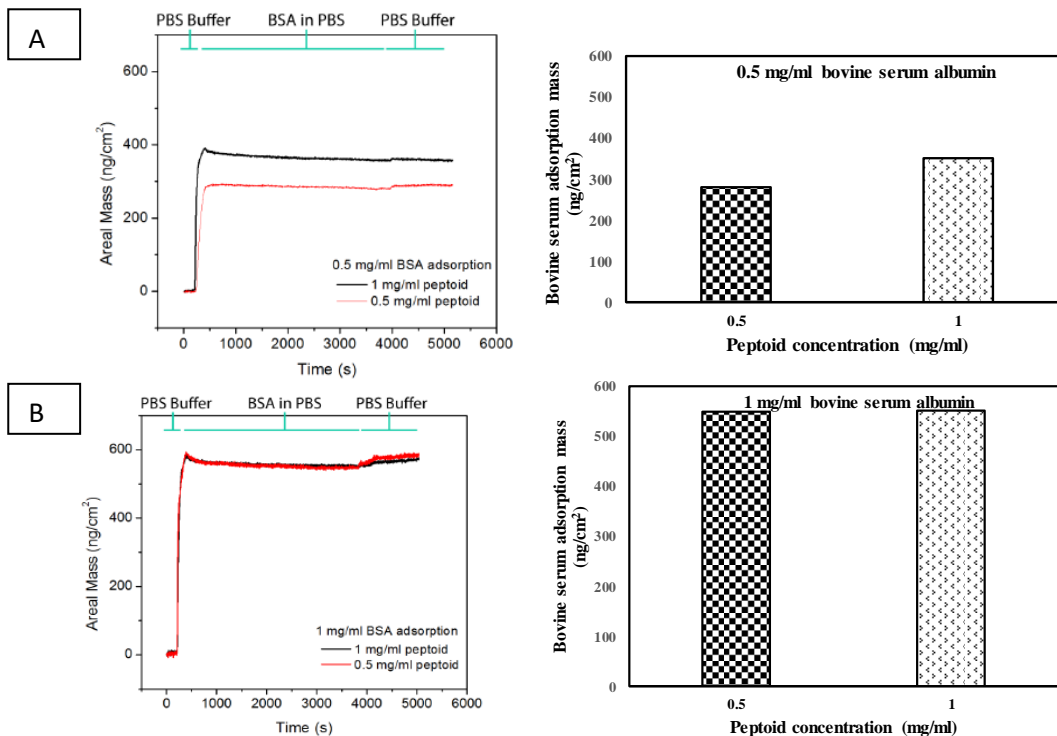 A
PBS Buffer BSA in PBS PBS Buffer
600
400
200
0
Areal Mass (ng/cm²)
0.5 mg/ml BSA adsorption
1 mg/ml peptoid
0.5 mg/ml peptoid
0 1000 2000 3000 4000 5000 6000
Time (s)
0.5 mg/ml bovine serum albumin
600
500
400
300
200
100
0
Bovine serum adsorption mass
(ng/cm²)
0.5 1
Peptoid concentration (mg/ml)
B
PBS Buffer BSA in PBS PBS Buffer
600
400
200
0
Areal Mass (ng/cm²)
1 mg/ml BSA adsorption
1 mg/ml peptoid
0.5 mg/ml peptoid
0 1000 2000 3000 4000 5000 6000
Time (s)
1 mg/ml bovine serum albumin
600
500
400
300
200
100
0
Bovine serum adsorption mass
(ng/cm²)
0.5 1
Peptoid concentration (mg/ml)